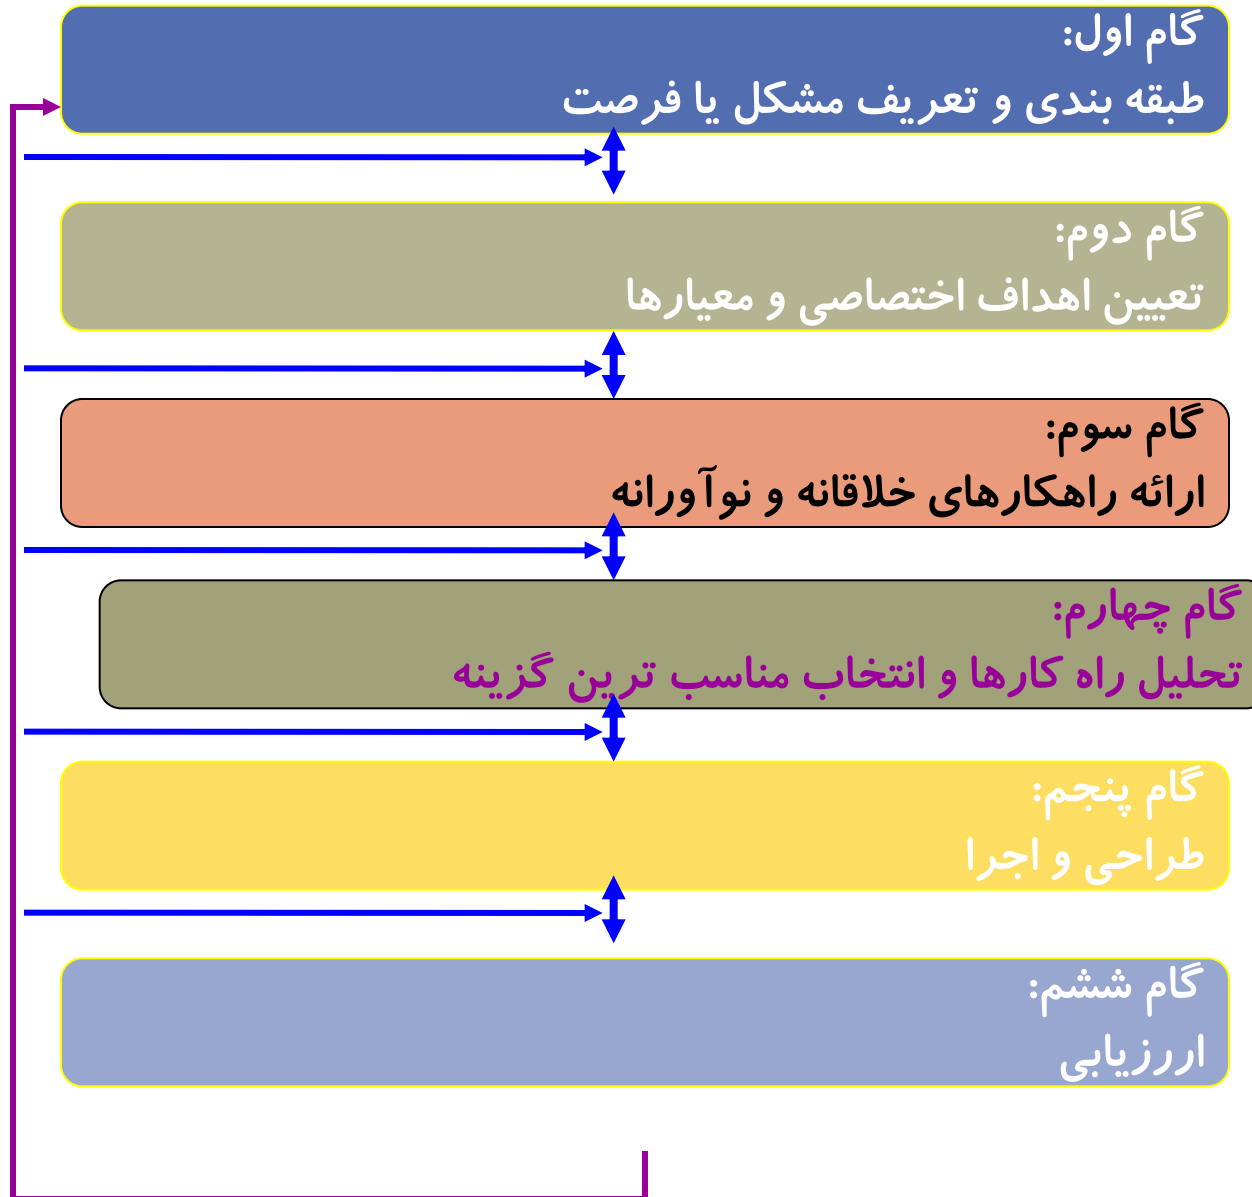 گام اول:
طبقه بندی و تعریف مشکل یا فرصت
گام دوم:
تعیین اهداف اختصاصی و معیارها
گام سوم:
ارائه راهکارهای خلاقانه و نوآورانه
گام چهارم:
تحلیل راه کارها و انتخاب مناسب ترین گزینه
گام پنجم:
طراحی و اجرا
گام ششم:
اررزیابی